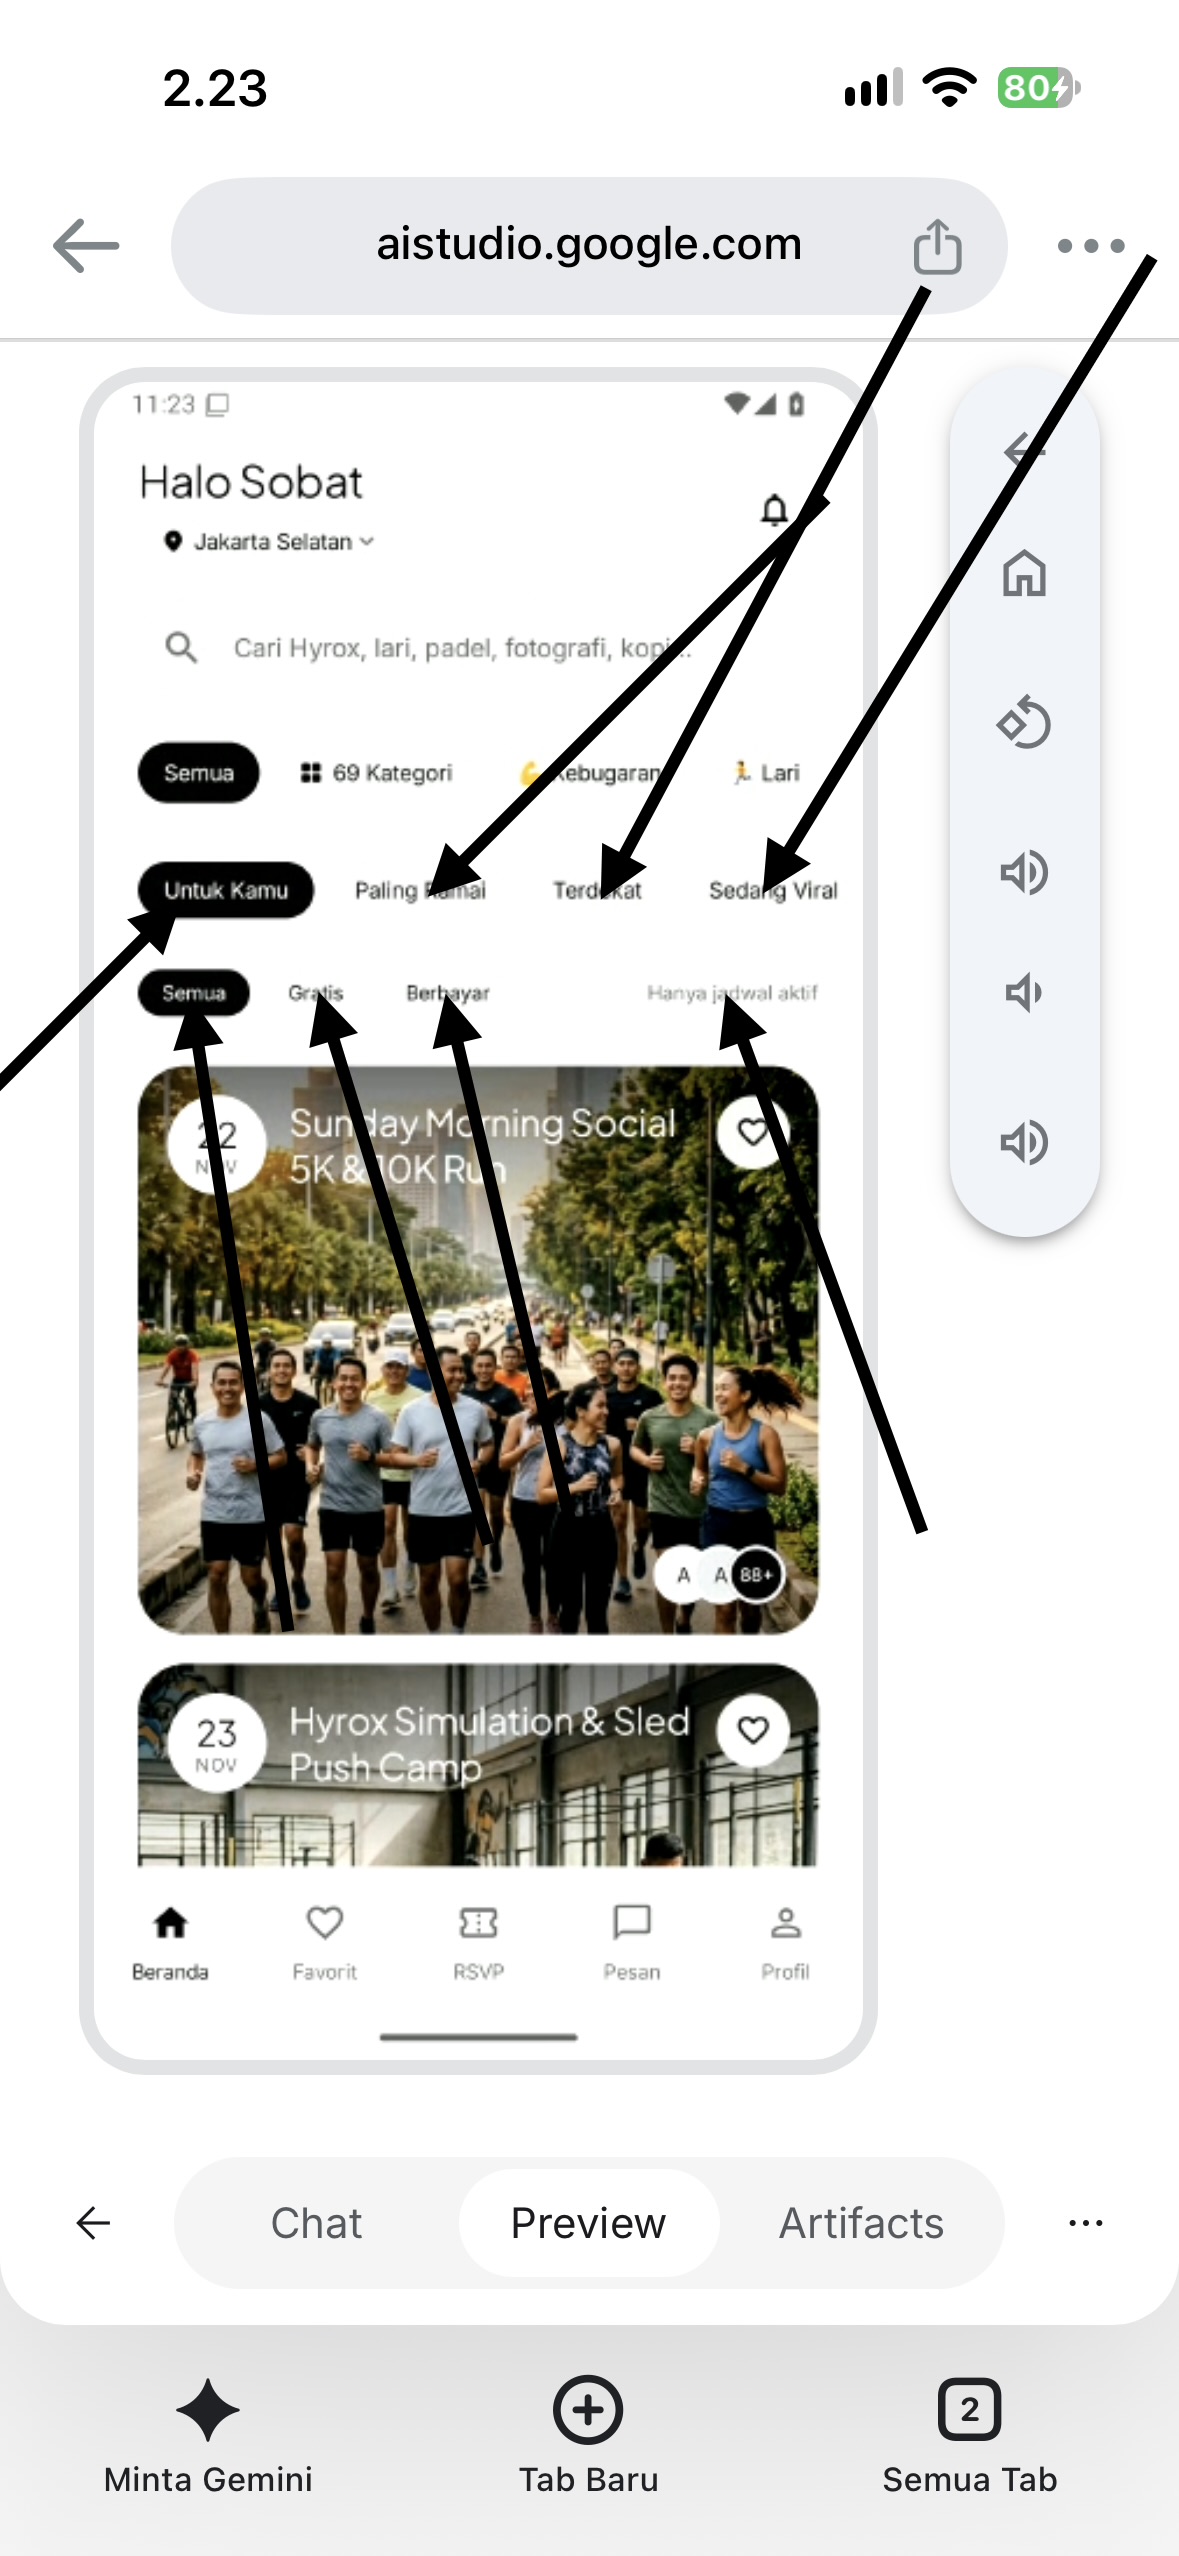 2.23
80
aistudio.google.com
11:23
Halo Sobat
Jakarta Selatan
Cari Hyrox, lari, padel, fotografi, kopi...
Semua 69 Kategori Kebugaran Lari
Untuk Kamu Paling Ramai Terdekat Sedang Viral
Semua Gratis Berbayar Hanya jadwal aktif
22
NOV
Sunday Morning Social
5K & 10K Run
A A 88+
23
NOV
Hyrox Simulation & Sled
Push Camp
Beranda Favorit RSVP Pesan Profil
Chat Preview Artifacts
2
Minta Gemini Tab Baru Semua Tab